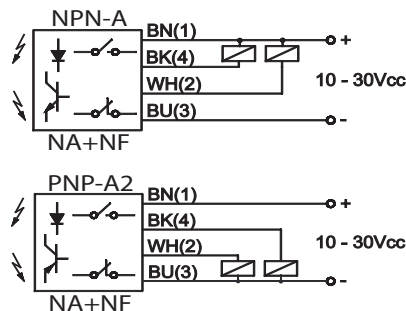 NPN-A
BN(1)
+
BK(4)
10 - 30Vcc
WH(2)
BU(3)
-
NA+NF
PNP-A2
BN(1)
+
BK(4)
10 - 30Vcc
WH(2)
BU(3)
-
NA+NF